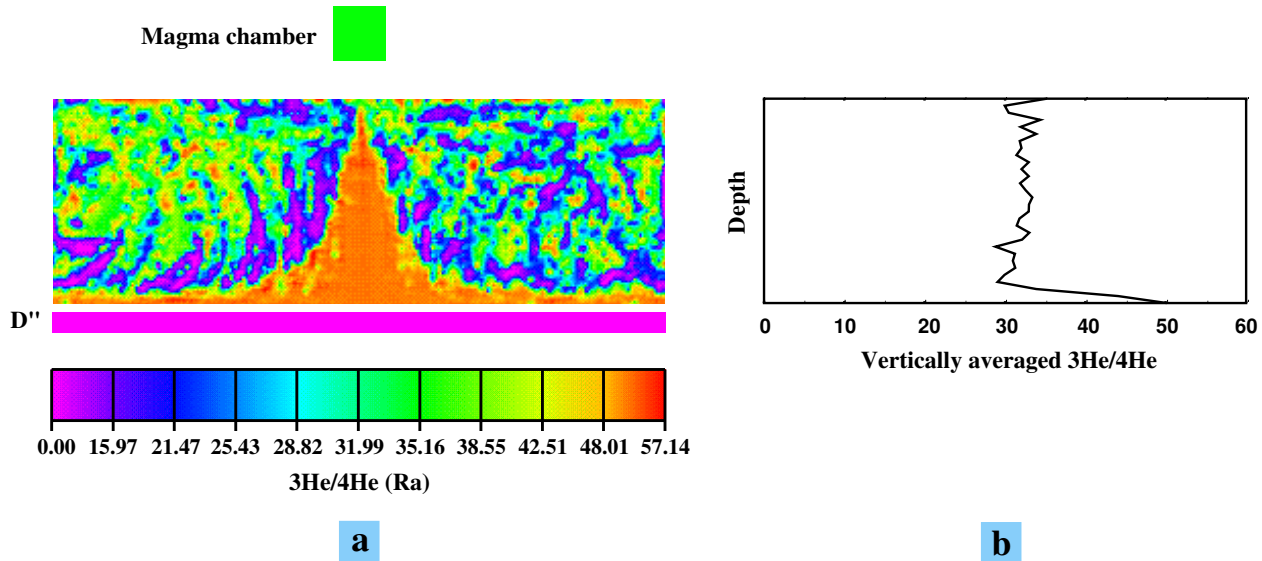 Magma chamber
D"
0.00 15.97 21.47 25.43 28.82 31.99 35.16 38.55 42.51 48.01 57.14
3He/4He (Ra)
a
Depth
0 10 20 30 40 50 60
Vertically averaged 3He/4He
b